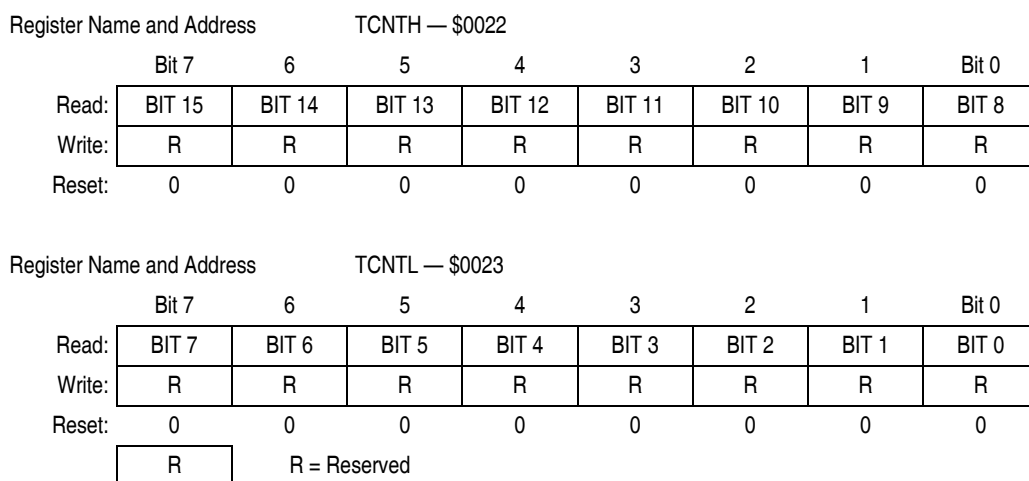 Register Name and Address TCNTH — $0022
Bit 7 6 5 4 3 2 1 Bit 0
Read: BIT 15 BIT 14 BIT 13 BIT 12 BIT 11 BIT 10 BIT 9 BIT 8
Write: R R R R R R R R
Reset: 0 0 0 0 0 0 0 0
Register Name and Address TCNTL — $0023
Bit 7 6 5 4 3 2 1 Bit 0
Read: BIT 7 BIT 6 BIT 5 BIT 4 BIT 3 BIT 2 BIT 1 BIT 0
Write: R R R R R R R R
Reset: 0 0 0 0 0 0 0 0
R R = Reserved